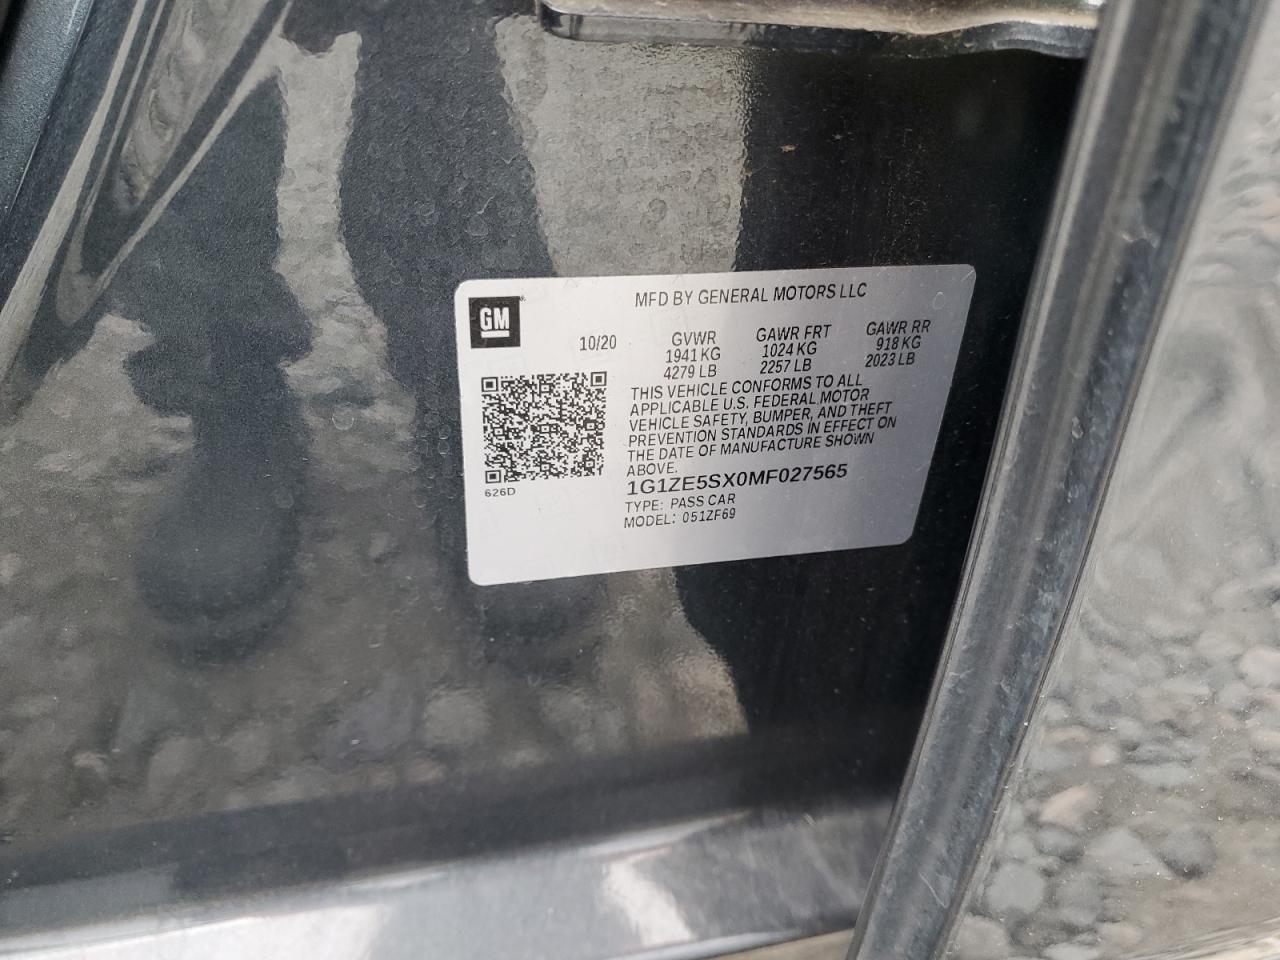 GM
MFD BY GENERAL MOTORS LLC
10/20 GVWR GAWR FRT GAWR RR
1941 KG 1024 KG 918 KG
4279 LB 2257 LB 2023 LB
THIS VEHICLE CONFORMS TO ALL
APPLICABLE U.S. FEDERAL MOTOR
VEHICLE SAFETY, BUMPER, AND THEFT
PREVENTION STANDARDS IN EFFECT ON
THE DATE OF MANUFACTURE SHOWN
ABOVE.
1G1ZE5SX0MF027565
626D
TYPE: PASS CAR
MODEL: 051ZF69